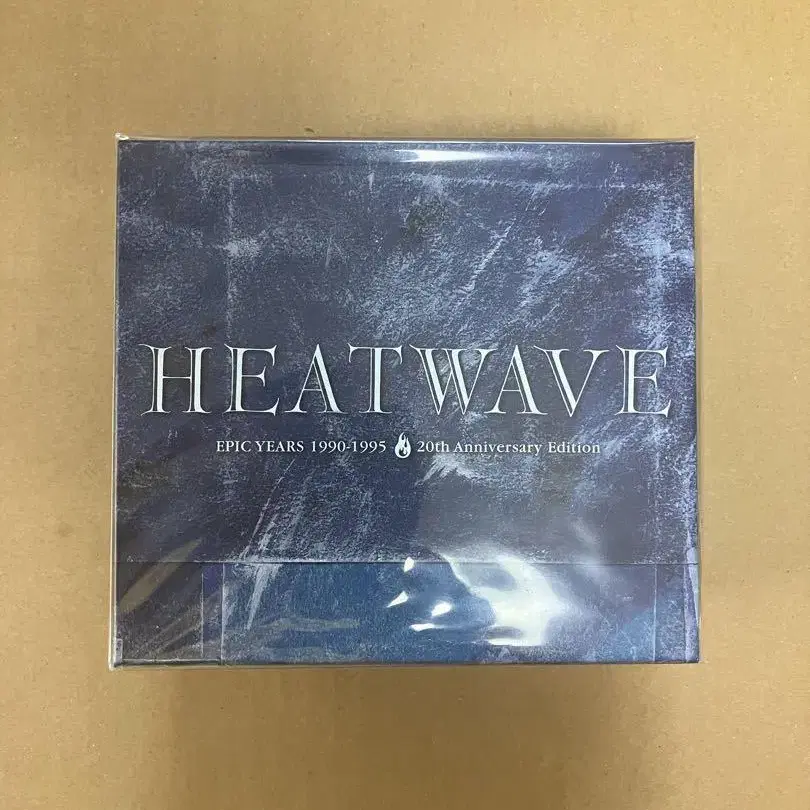 HEATWAVE
EPIC YEARS 1990-1995 20th Anniversary Edition